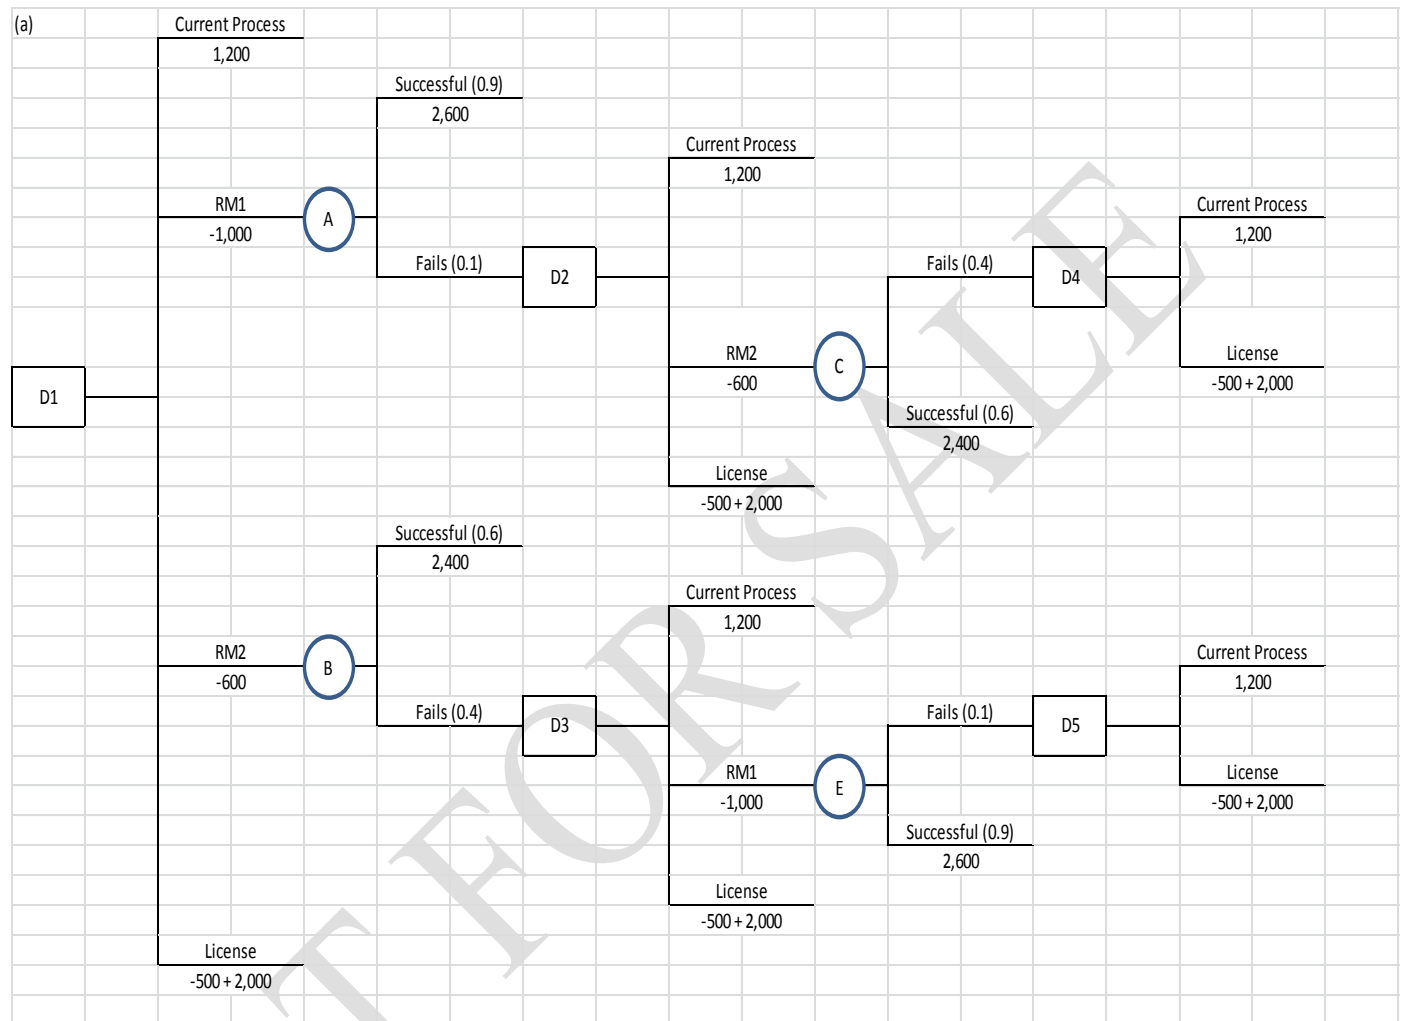 (a)
Current Process
1,200
Successful (0.9)
2,600
Current Process
1,200
RM1
-1,000
A
Current Process
1,200
Fails (0.1)
D2
Fails (0.4)
D4
RM2
-600
C
License
-500 + 2,000
D1
Successful (0.6)
2,400
License
-500 + 2,000
Successful (0.6)
2,400
Current Process
1,200
RM2
-600
B
Current Process
1,200
Fails (0.4)
D3
Fails (0.1)
D5
RM1
-1,000
E
License
-500 + 2,000
Successful (0.9)
2,600
License
-500 + 2,000
License
-500 + 2,000
T FOR SALE